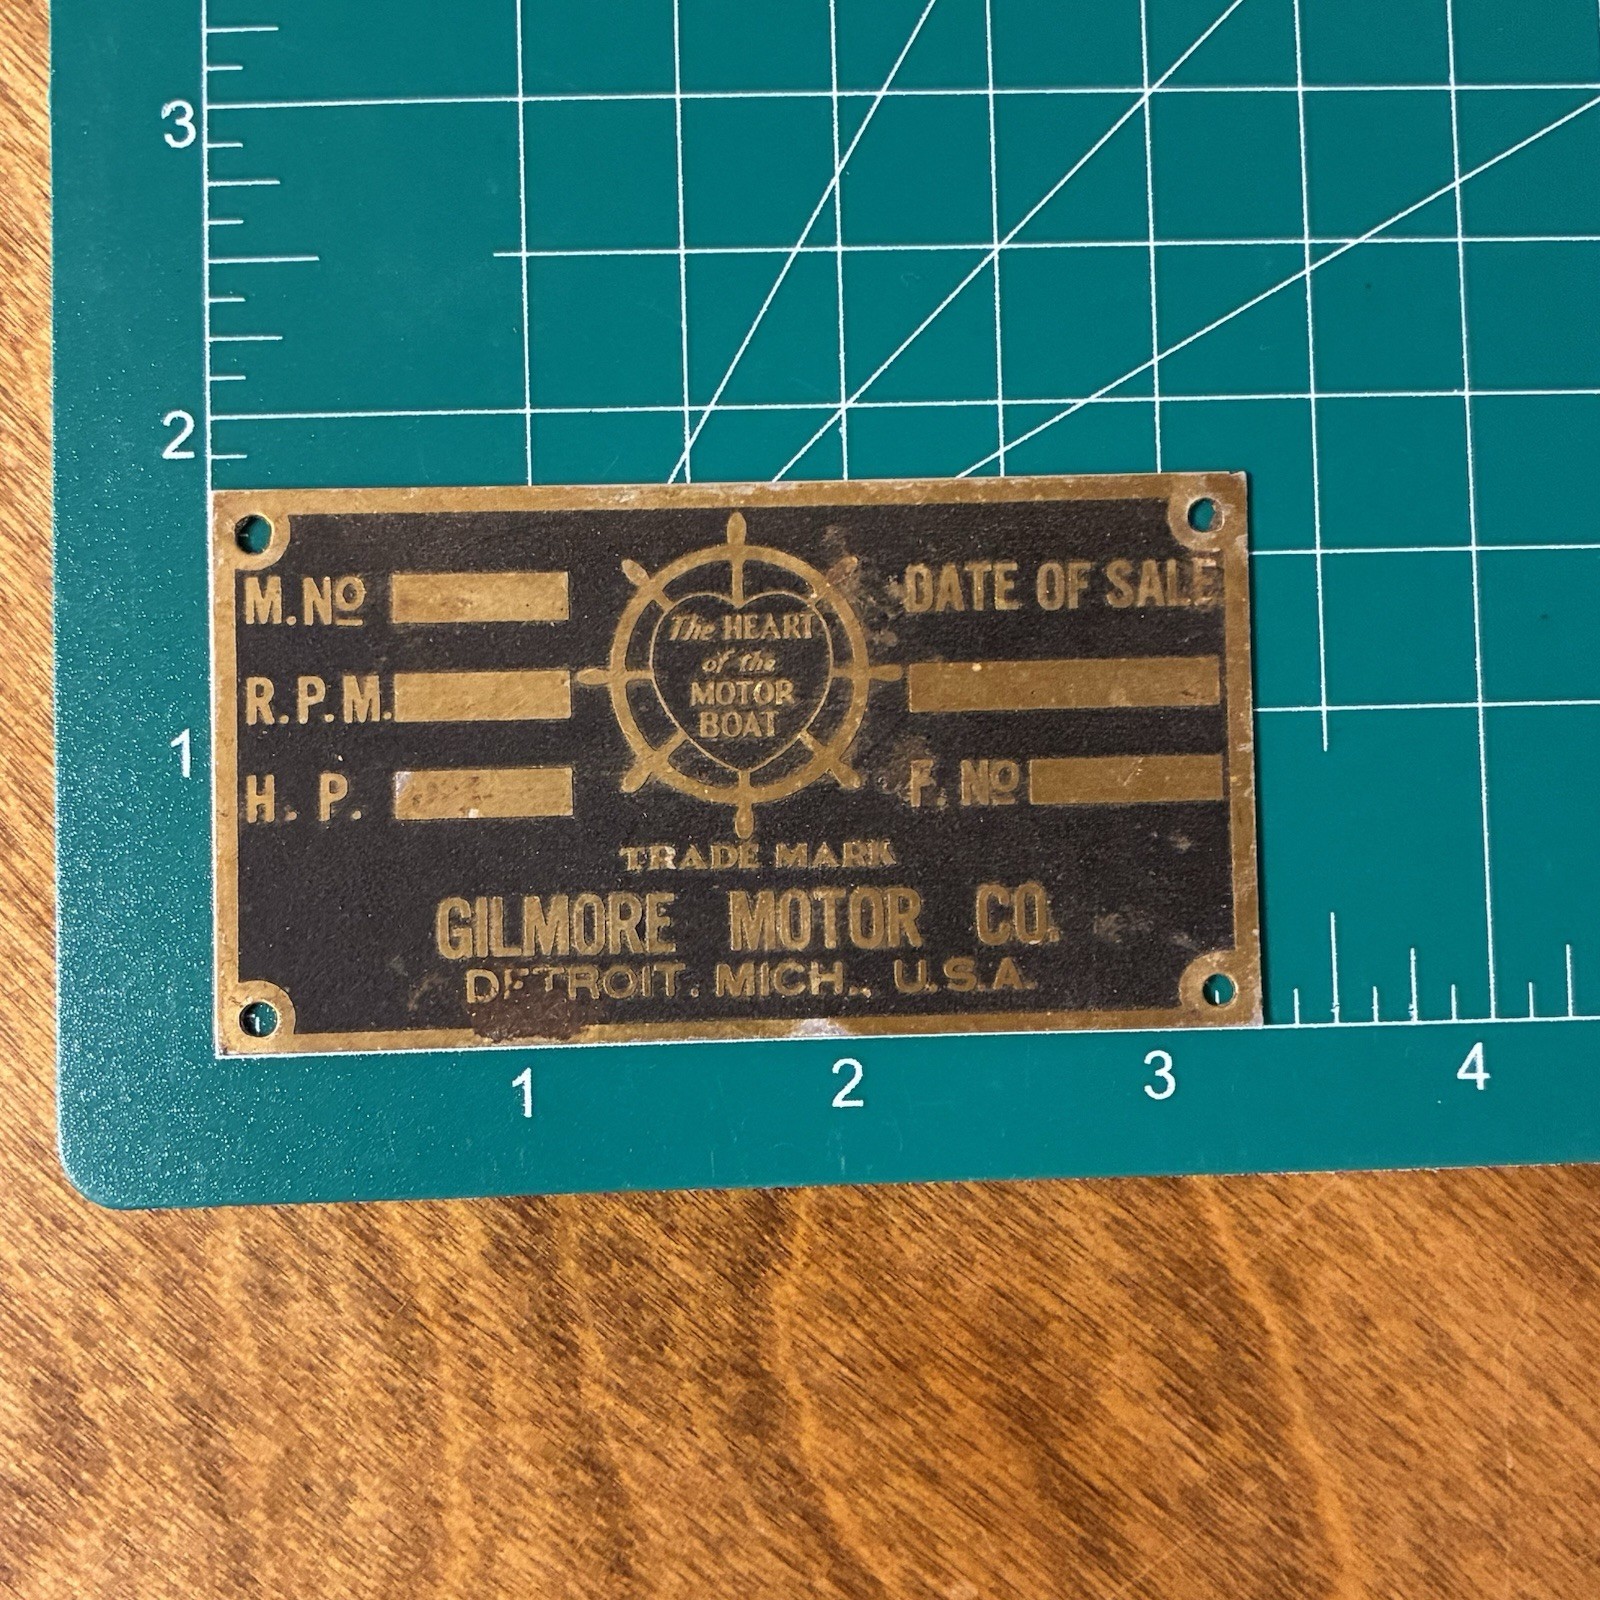 3
2
1
M.No
DATE OF SALE
R.P.M.
H. P.
F. No
The HEART
of the
MOTOR
BOAT
TRADE MARK
GILMORE MOTOR CO.
DETROIT. MICH., U.S.A.
1 2 3 4